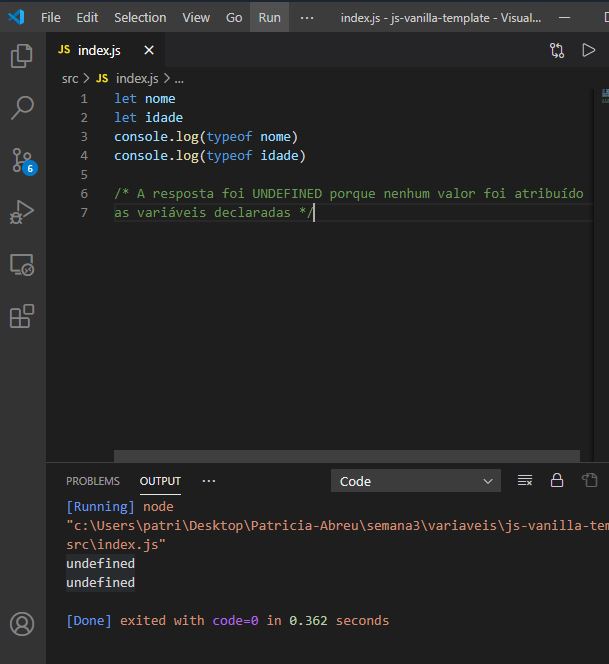 File Edit Selection View Go Run ... index.js - js-vanilla-template - Visual...
JS index.js
src > JS index.js > ...
1 let nome
2 let idade
3 console.log(typeof nome)
4 console.log(typeof idade)
5
6 /* A resposta foi UNDEFINED porque nenhum valor foi atribuído
7 as variáveis declaradas */
6
PROBLEMS OUTPUT ... Code
[Running] node
"c:\Users\patri\Desktop\Patricia-Abreu\semana3\variaveis\js-vanilla-tem
src\index.js"
undefined
undefined
[Done] exited with code=0 in 0.362 seconds